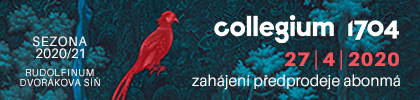 SEZONA
2020/21
RUDOLFINUM
DVOŘÁKOVA SÍŇ
collegium 1704
27 | 4 | 2020
zahájení předprodeje abonmá